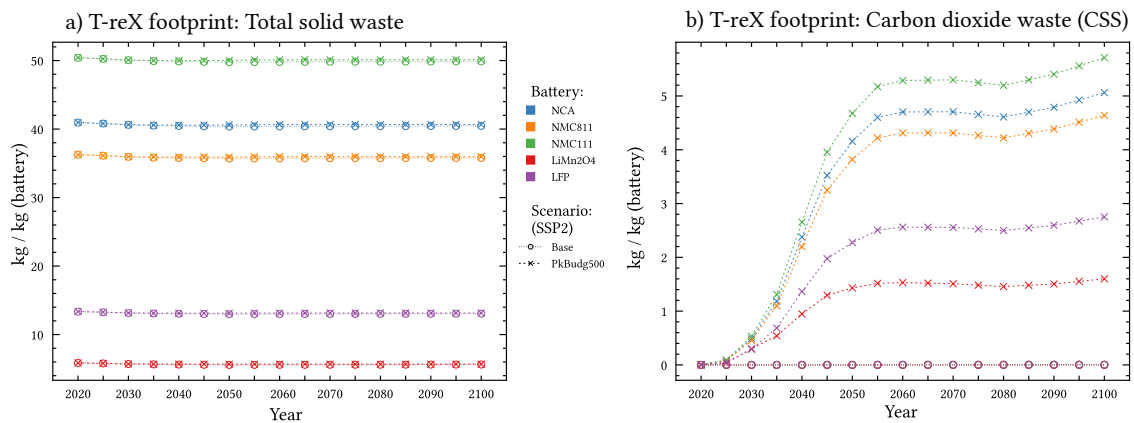 a) T-reX footprint: Total solid waste
kg / kg (battery)
50
40
30
20
10
2020 2030 2040 2050 2060 2070 2080 2090 2100
Year
Battery:
NCA
NMC811
NMC111
LiMn2O4
LFP
Scenario:
(SSP2)
Base
PkBudg500
b) T-reX footprint: Carbon dioxide waste (CSS)
kg / kg (battery)
5
4
3
2
1
0
2020 2030 2040 2050 2060 2070 2080 2090 2100
Year